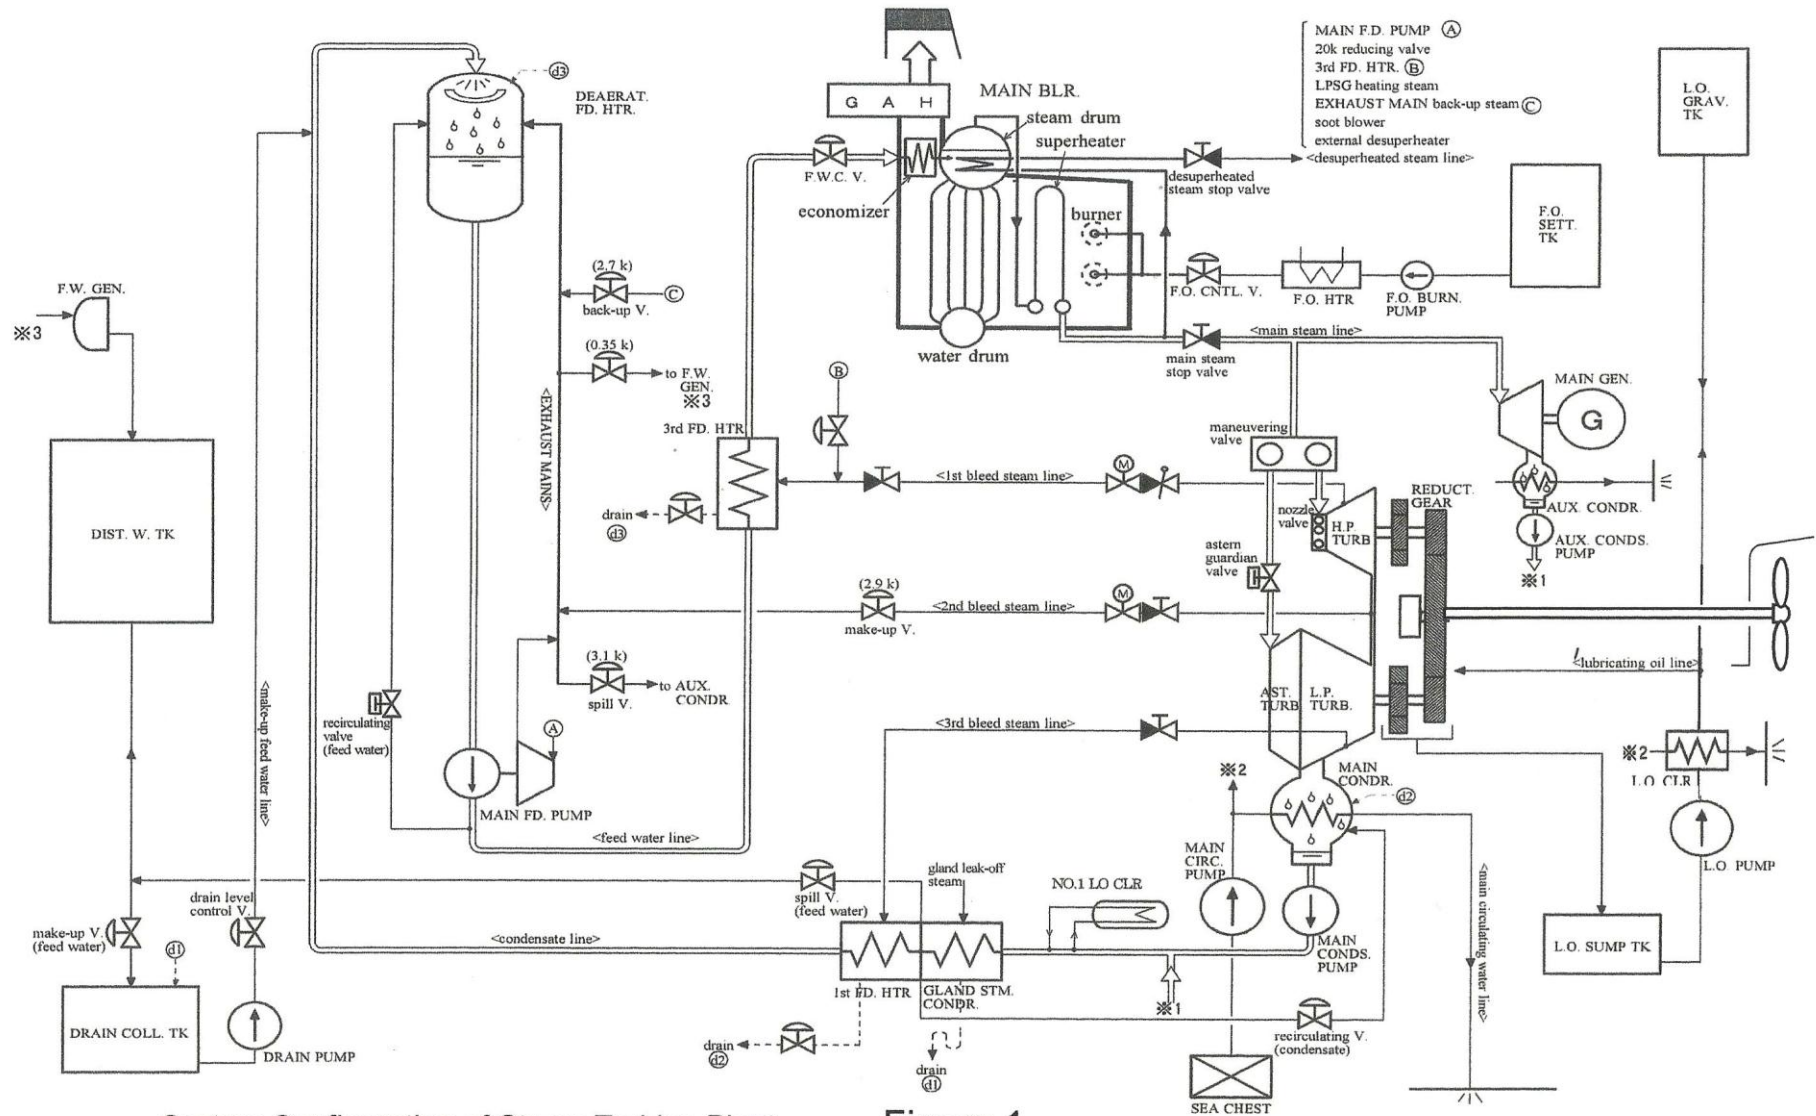 MAIN F.D. PUMP Ⓐ
20k reducing valve
3rd FD. HTR. Ⓑ
LPSG heating steam
EXHAUST MAIN back-up steam Ⓒ
soot blower
external desuperheater
<desuperheated steam line>
L.O.
GRAV.
TK
d3
DEAERAT.
FD. HTR.
G A H
MAIN BLR.
steam drum
superheater
F.W.C. V.
economizer
burner
water drum
desuperheated
steam stop valve
F.O.
SETT.
TK
F.O. CNTL. V.
F.O. HTR
F.O. BURN.
PUMP
F.W. GEN.
※3
(2.7 k)
Ⓒ
back-up V.
(0.35 k)
to F.W.
GEN.
※3
<EXHAUST MAINS>
<main steam line>
main steam
stop valve
MAIN GEN.
G
Ⓑ
3rd FD. HTR
maneuvering
valve
<1st bleed steam line>
M
drain
d3
nozzle
valve
H.P.
TURB
REDUCT.
GEAR
AUX. CONDR.
AUX. CONDS.
PUMP
※1
DIST. W. TK
astern
guardian
valve
(2.9 k)
make-up V.
<2nd bleed steam line>
M
<lubricating oil line>
(3.1 k)
to AUX.
CONDR
spill V.
<make-up feed water line>
recirculating
valve
(feed water)
Ⓐ
AST.
TURB
L.P.
TURB.
<3rd bleed steam line>
MAIN FD. PUMP
<feed water line>
※2
MAIN
CONDR.
d2
※2
L.O. CLR
MAIN
CIRC.
PUMP
L.O. PUMP
gland leak-off
steam
NO.1 LO CLR
spill V.
(feed water)
drain level
control V.
make-up V.
(feed water)
d1
<condensate line>
MAIN
CONDS.
PUMP
<main circulating water line>
L.O. SUMP TK
1st FD. HTR
GLAND STM.
CONDR.
※1
DRAIN COLL. TK
DRAIN PUMP
drain
d2
drain
d1
recirculating V.
(condensate)
SEA CHEST